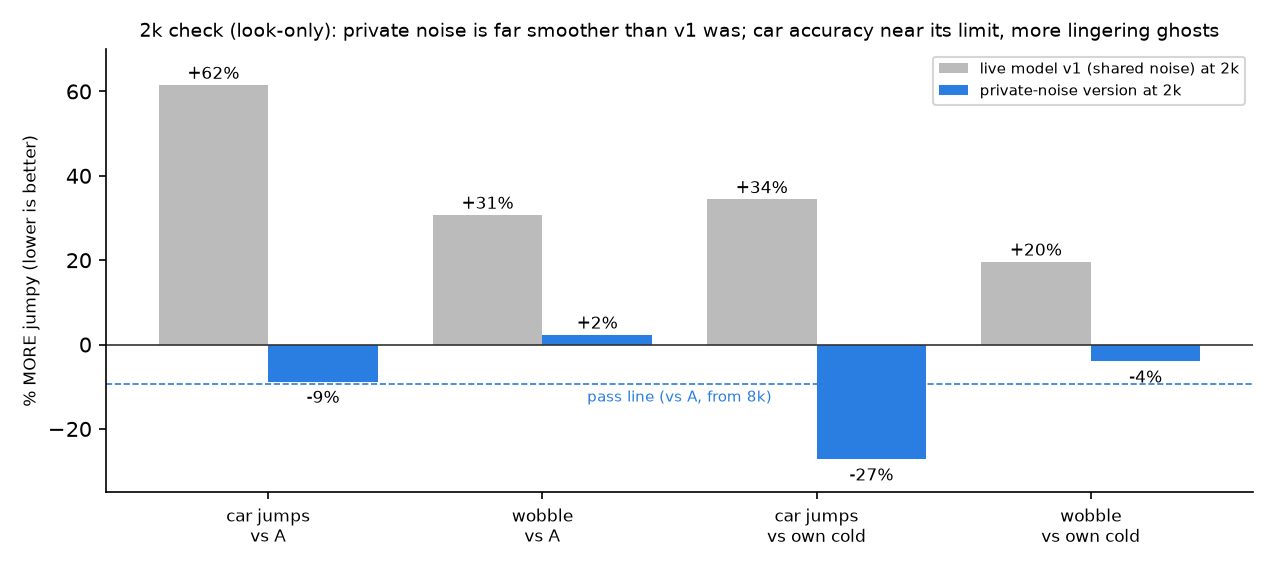 2k check (look-only): private noise is far smoother than v1 was; car accuracy near its limit, more lingering ghosts
live model v1 (shared noise) at 2k
private-noise version at 2k
% MORE jumpy (lower is better)
60
40
20
0
−20
+62%
-9%
+31%
+2%
+34%
-27%
+20%
-4%
pass line (vs A, from 8k)
car jumps
vs A
wobble
vs A
car jumps
vs own cold
wobble
vs own cold